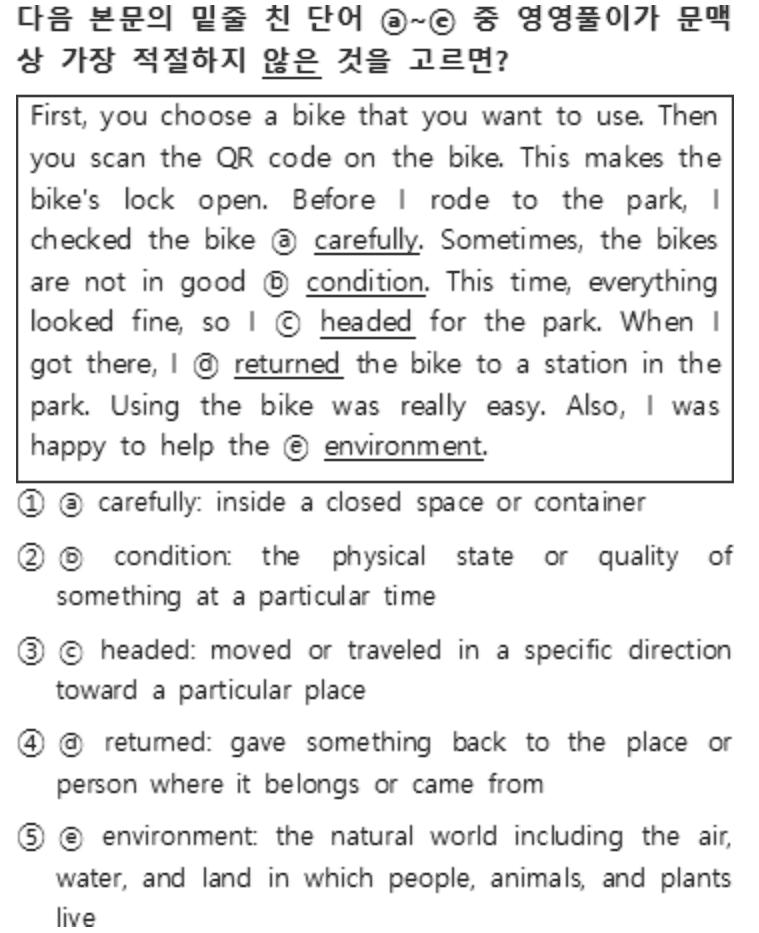 다음 본문의 밑줄 친 단어 ⓐ~ⓔ 중 영영풀이가 문맥
상 가장 적절하지 않은 것을 고르면?
First, you choose a bike that you want to use. Then
you scan the QR code on the bike. This makes the
bike's lock open. Before I rode to the park, I
checked the bike ⓐ carefully. Sometimes, the bikes
are not in good ⓑ condition. This time, everything
looked fine, so I ⓒ headed for the park. When I
got there, I ⓓ returned the bike to a station in the
park. Using the bike was really easy. Also, I was
happy to help the ⓔ environment.
① ⓐ carefully: inside a closed space or container
② ⓑ condition: the physical state or quality of
something at a particular time
③ ⓒ headed: moved or traveled in a specific direction
toward a particular place
④ ⓓ returned: gave something back to the place or
person where it belongs or came from
⑤ ⓔ environment: the natural world including the air,
water, and land in which people, animals, and plants
live